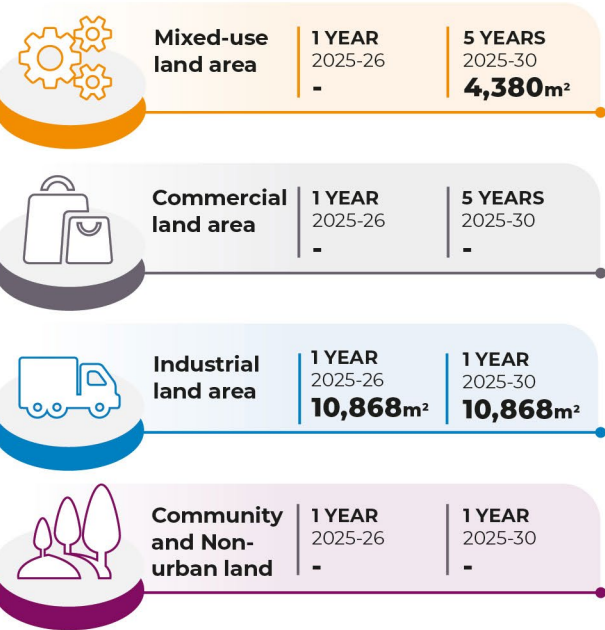 Mixed-use
land area
1 YEAR
2025-26
-
5 YEARS
2025-30
4,380m²
Commercial
land area
1 YEAR
2025-26
-
5 YEARS
2025-30
-
Industrial
land area
1 YEAR
2025-26
10,868m²
1 YEAR
2025-30
10,868m²
Community
and Non-
urban land
1 YEAR
2025-26
-
1 YEAR
2025-30
-